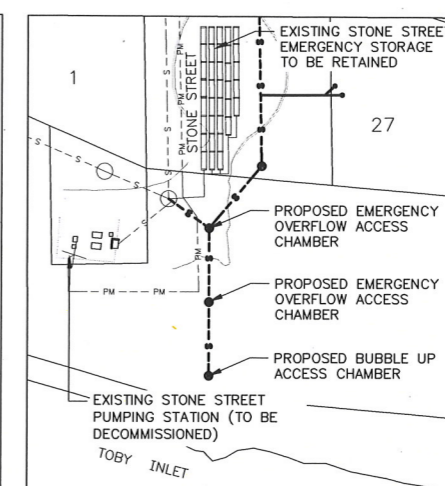 EXISTING STONE STREE
EMERGENCY STORAGE
TO BE RETAINED
1
STONE STREET
PM
PM
27
S
S
S
S
S
S
S
S
S
S
PROPOSED EMERGENCY
OVERFLOW ACCESS
CHAMBER
PM
PM
PM
PROPOSED EMERGENCY
OVERFLOW ACCESS
CHAMBER
PROPOSED BUBBLE UP
ACCESS CHAMBER
EXISTING STONE STREET
PUMPING STATION (TO BE
DECOMMISSIONED)
TOBY INLET